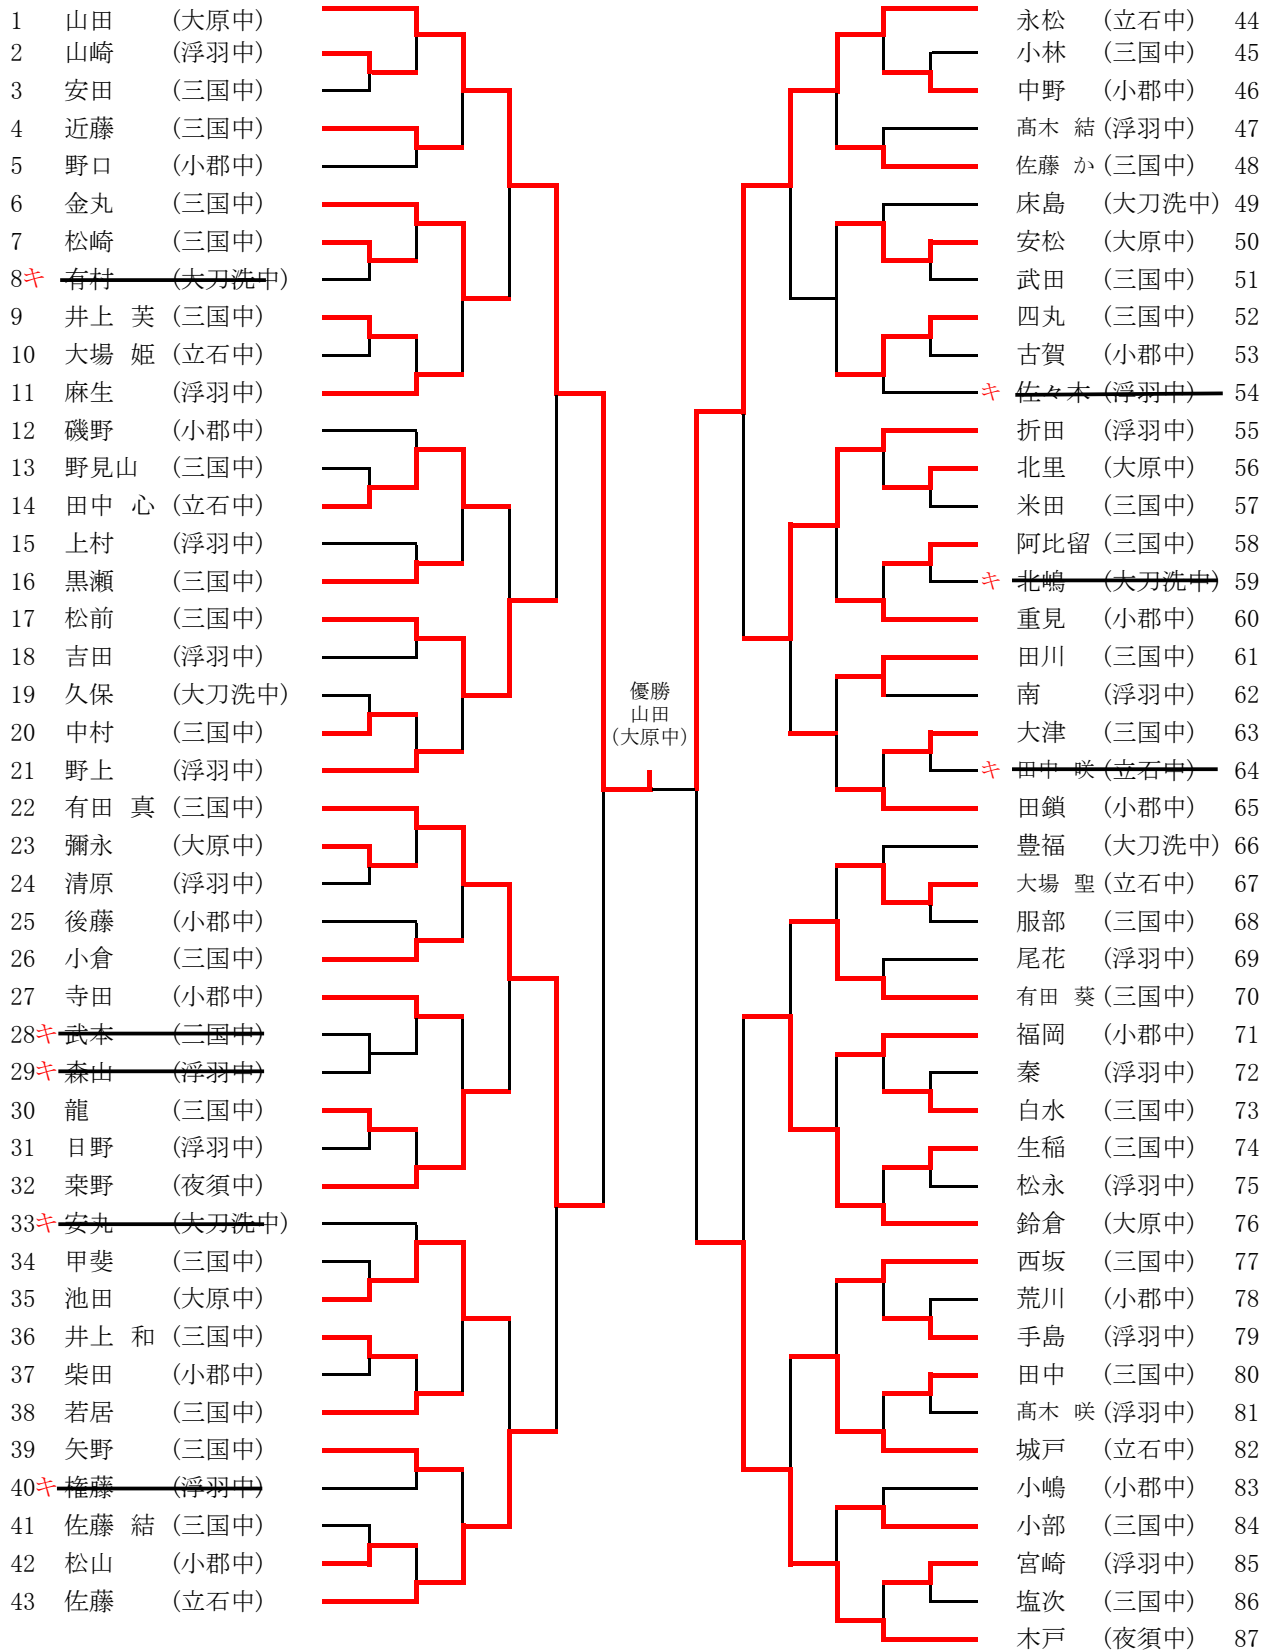 1 山田 (大原中)
2 山崎 (浮羽中)
3 安田 (三国中)
4 近藤 (三国中)
5 野口 (小郡中)
6 金丸 (三国中)
7 松崎 (三国中)
8キ 有村 (大刀洗中)
9 井上 芙 (三国中)
10 大場 姫 (立石中)
11 麻生 (浮羽中)
12 磯野 (小郡中)
13 野見山 (三国中)
14 田中 心 (立石中)
15 上村 (浮羽中)
16 黒瀬 (三国中)
17 松前 (三国中)
18 吉田 (浮羽中)
19 久保 (大刀洗中)
20 中村 (三国中)
21 野上 (浮羽中)
22 有田 真 (三国中)
23 彌永 (大原中)
24 清原 (浮羽中)
25 後藤 (小郡中)
26 小倉 (三国中)
27 寺田 (小郡中)
28キ 武本 (三国中)
29キ 森山 (浮羽中)
30 龍 (三国中)
31 日野 (浮羽中)
32 桒野 (夜須中)
33キ 安丸 (大刀洗中)
34 甲斐 (三国中)
35 池田 (大原中)
36 井上 和 (三国中)
37 柴田 (小郡中)
38 若居 (三国中)
39 矢野 (三国中)
40キ 権藤 (浮羽中)
41 佐藤 結 (三国中)
42 松山 (小郡中)
43 佐藤 (立石中)
優勝
山田
(大原中)
永松 (立石中) 44
小林 (三国中) 45
中野 (小郡中) 46
髙木 結 (浮羽中) 47
佐藤 か (三国中) 48
床島 (大刀洗中) 49
安松 (大原中) 50
武田 (三国中) 51
四丸 (三国中) 52
古賀 (小郡中) 53
キ 佐々木 (浮羽中) 54
折田 (浮羽中) 55
北里 (大原中) 56
米田 (三国中) 57
阿比留 (三国中) 58
キ 北嶋 (大刀洗中) 59
重見 (小郡中) 60
田川 (三国中) 61
南 (浮羽中) 62
大津 (三国中) 63
キ 田中 咲 (立石中) 64
田鎖 (小郡中) 65
豊福 (大刀洗中) 66
大場 聖 (立石中) 67
服部 (三国中) 68
尾花 (浮羽中) 69
有田 葵 (三国中) 70
福岡 (小郡中) 71
秦 (浮羽中) 72
白水 (三国中) 73
生稲 (三国中) 74
松永 (浮羽中) 75
鈴倉 (大原中) 76
西坂 (三国中) 77
荒川 (小郡中) 78
手島 (浮羽中) 79
田中 (三国中) 80
髙木 咲 (浮羽中) 81
城戸 (立石中) 82
小嶋 (小郡中) 83
小部 (三国中) 84
宮崎 (浮羽中) 85
塩次 (三国中) 86
木戸 (夜須中) 87